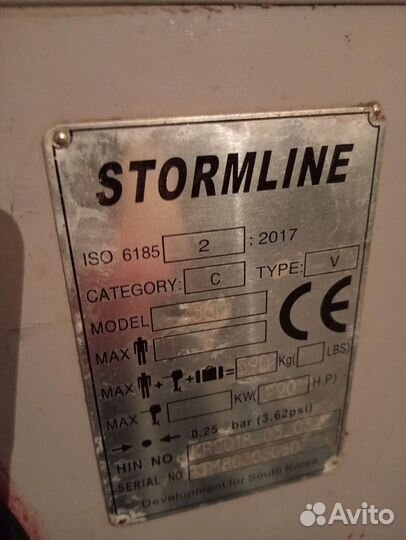 STORMLINE
ISO 6185 2 : 2017
CATEGORY: C TYPE: V
MODEL
MAX
MAX + + = Kg( LBS)
MAX KW( 20 H.P)
0.25 bar (3.62psi)
HIN NO.:
SERIAL NO.:
Development for South Korea
Avito